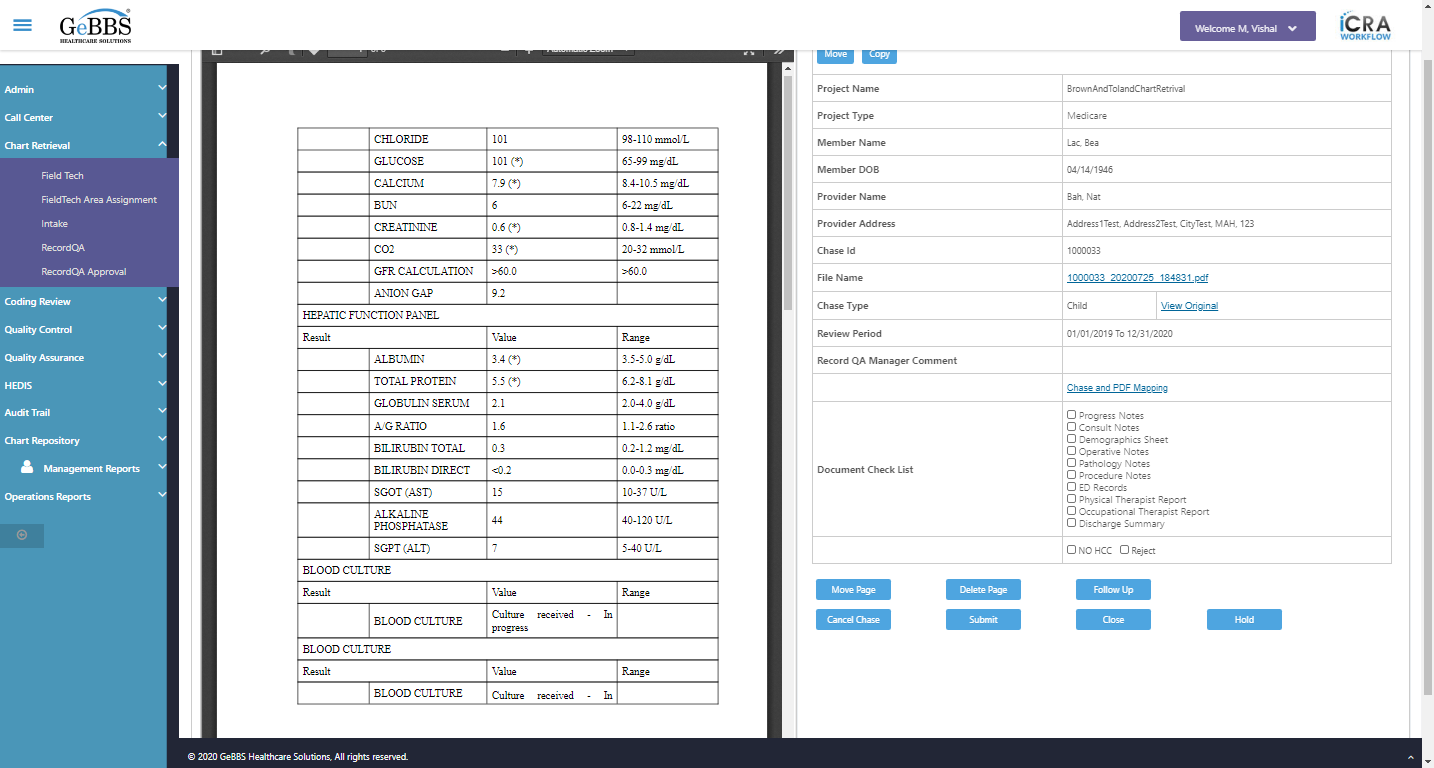 GeBBS
HEALTHCARE SOLUTIONS
Welcome M, Vishal
iCRA
WORKFLOW
Admin
Call Center
Chart Retrieval
Field Tech
FieldTech Area Assignment
Intake
RecordQA
RecordQA Approval
Coding Review
Quality Control
Quality Assurance
HEDIS
Audit Trail
Chart Repository
Management Reports
Operations Reports
CHLORIDE 101 98-110 mmol/L
GLUCOSE 101 (*) 65-99 mg/dL
CALCIUM 7.9 (*) 8.4-10.5 mg/dL
BUN 6 6-22 mg/dL
CREATININE 0.6 (*) 0.8-1.4 mg/dL
CO2 33 (*) 20-32 mmol/L
GFR CALCULATION >60.0 >60.0
ANION GAP 9.2
HEPATIC FUNCTION PANEL
Result Value Range
ALBUMIN 3.4 (*) 3.5-5.0 g/dL
TOTAL PROTEIN 5.5 (*) 6.2-8.1 g/dL
GLOBULIN SERUM 2.1 2.0-4.0 g/dL
A/G RATIO 1.6 1.1-2.6 ratio
BILIRUBIN TOTAL 0.3 0.2-1.2 mg/dL
BILIRUBIN DIRECT <0.2 0.0-0.3 mg/dL
SGOT (AST) 15 10-37 U/L
ALKALINE
PHOSPHATASE 44 40-120 U/L
SGPT (ALT) 7 5-40 U/L
BLOOD CULTURE
Result Value Range
BLOOD CULTURE Culture received - In
progress
BLOOD CULTURE
Result Value Range
BLOOD CULTURE Culture received - In
Move Copy
Project Name BrownAndTolandChartRetrival
Project Type Medicare
Member Name Lac, Bea
Member DOB 04/14/1946
Provider Name Bah, Nat
Provider Address Address1Test, Address2Test, CityTest, MAH, 123
Chase Id 1000033
File Name 1000033_20200725_184831.pdf
Chase Type Child View Original
Review Period 01/01/2019 To 12/31/2020
Record QA Manager Comment
Chase and PDF Mapping
Document Check List
Progress Notes
Consult Notes
Demographics Sheet
Operative Notes
Pathology Notes
Procedure Notes
ED Records
Physical Therapist Report
Occupational Therapist Report
Discharge Summary
NO HCC Reject
Move Page Delete Page Follow Up
Cancel Chase Submit Close Hold
© 2020 GeBBS Healthcare Solutions, All rights reserved.